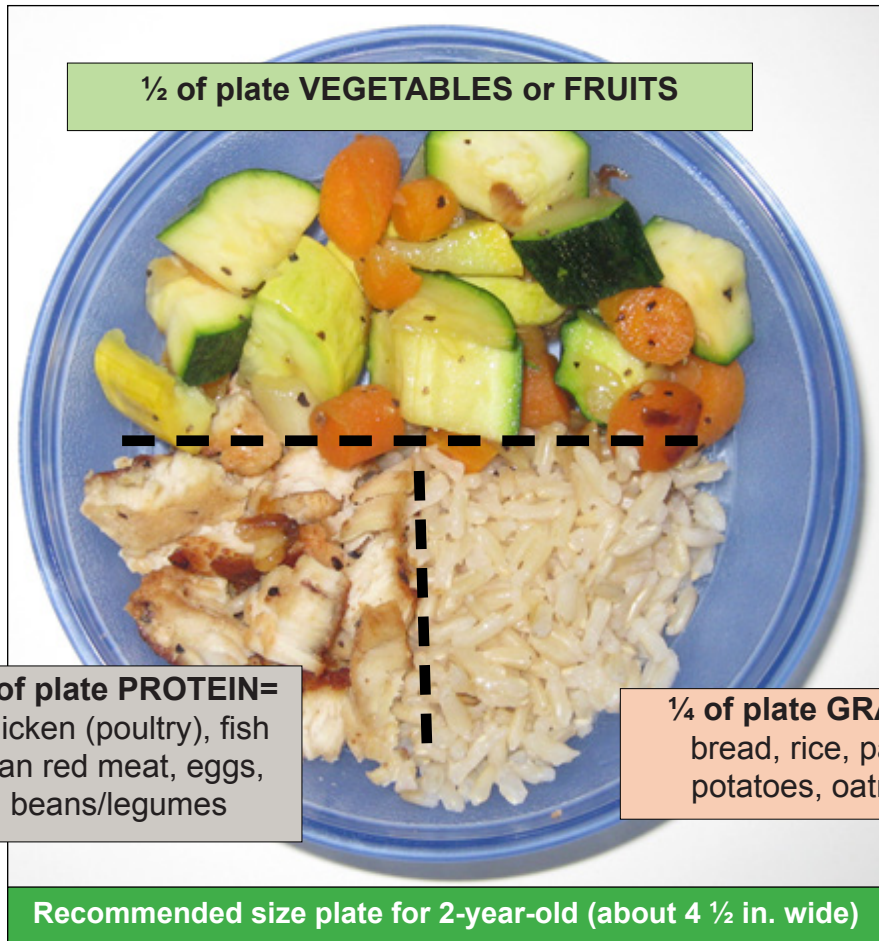 ½ of plate VEGETABLES or FRUITS
of plate PROTEIN=
icken (poultry), fish
an red meat, eggs,
beans/legumes
¼ of plate GRA
bread, rice, pa
potatoes, oat
Recommended size plate for 2-year-old (about 4 ½ in. wide)